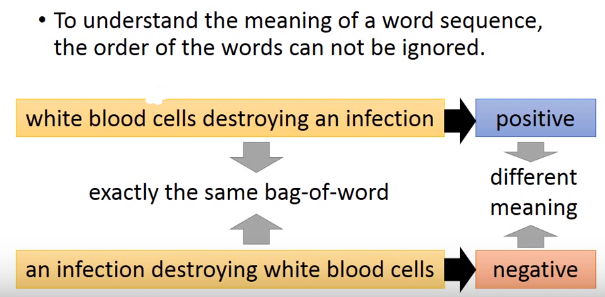 • To understand the meaning of a word sequence,
the order of the words can not be ignored.
white blood cells destroying an infection
positive
exactly the same bag-of-word
different
meaning
an infection destroying white blood cells
negative